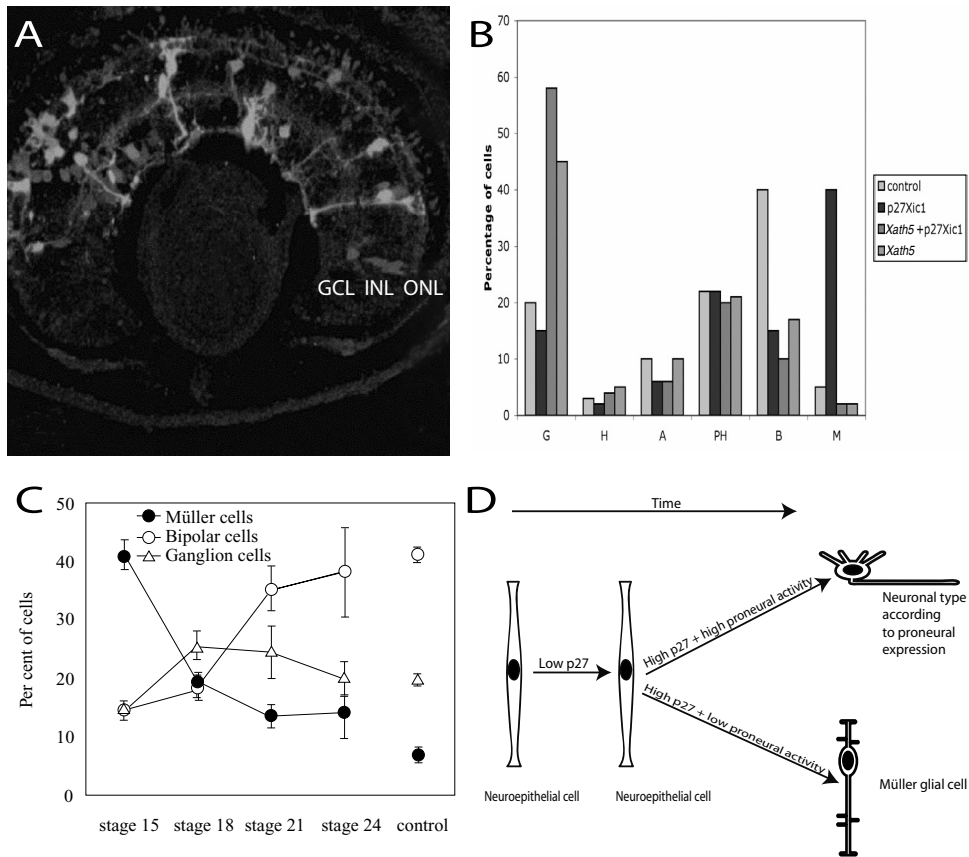 A
GCL INL ONL
B
Percentage of cells
70
60
50
40
30
20
10
0
G H A PH B M
control
p27Xic1
Xath5 +p27Xic1
Xath5
C
Per cent of cells
50
40
30
20
10
0
Müller cells
Bipolar cells
Ganglion cells
stage 15 stage 18 stage 21 stage 24 control
D
Time
Low p27
High p27 + high proneural activity
High p27 + low proneural activity
Neuroepithelial cell
Neuroepithelial cell
Neuronal type
according
to proneural
expression
Müller glial cell